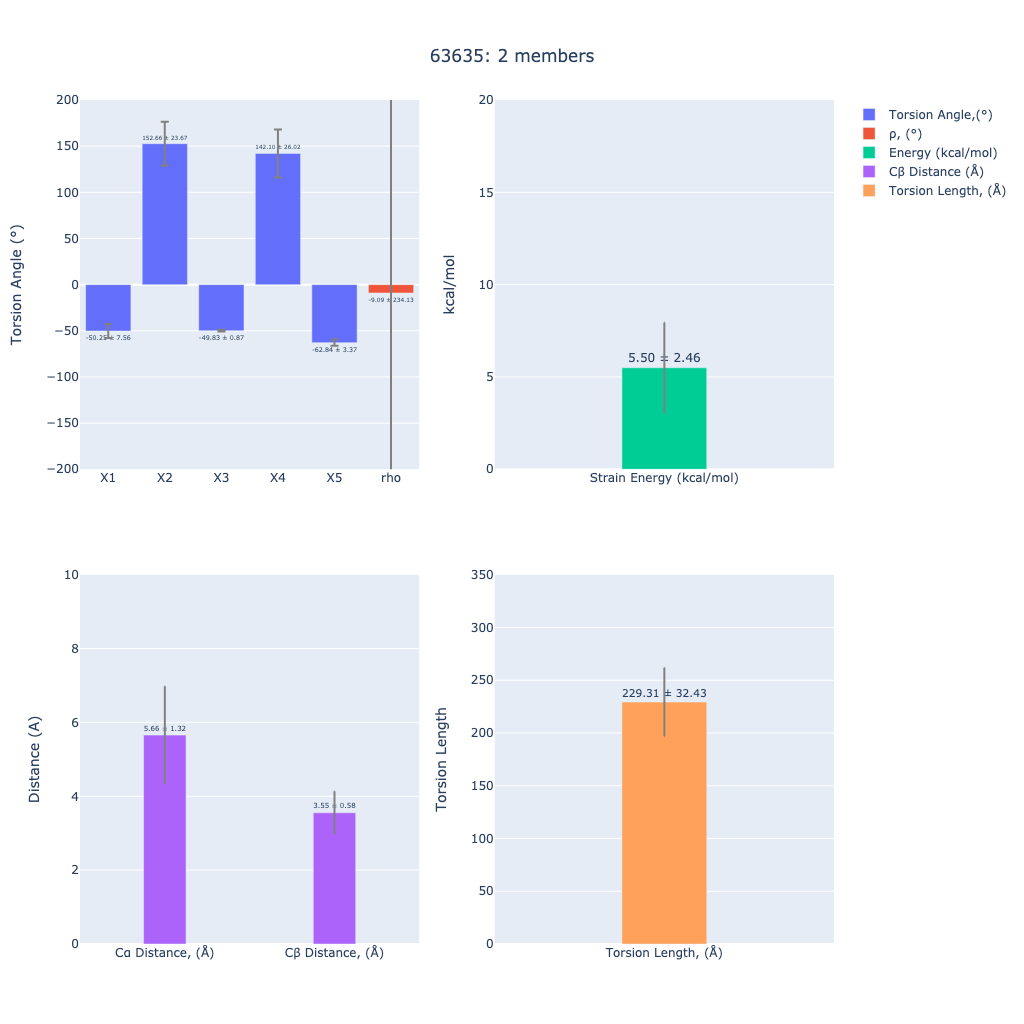 63635: 2 members
Torsion Angle (°)
200
150
100
50
0
−50
−100
−150
−200
152.66 ± 23.67
142.10 ± 26.02
-50.25 ± 7.56
-49.83 ± 0.87
-62.84 ± 3.37
-9.09 ± 234.13
X1 X2 X3 X4 X5 rho
kcal/mol
20
15
10
5
0
5.50 ± 2.46
Strain Energy (kcal/mol)
Torsion Angle,(°)
ρ, (°)
Energy (kcal/mol)
Cβ Distance (Å)
Torsion Length, (Å)
Distance (A)
10
8
6
4
2
0
5.66 ± 1.32
3.55 ± 0.58
Cα Distance, (Å) Cβ Distance, (Å)
Torsion Length
350
300
250
200
150
100
50
0
229.31 ± 32.43
Torsion Length, (Å)